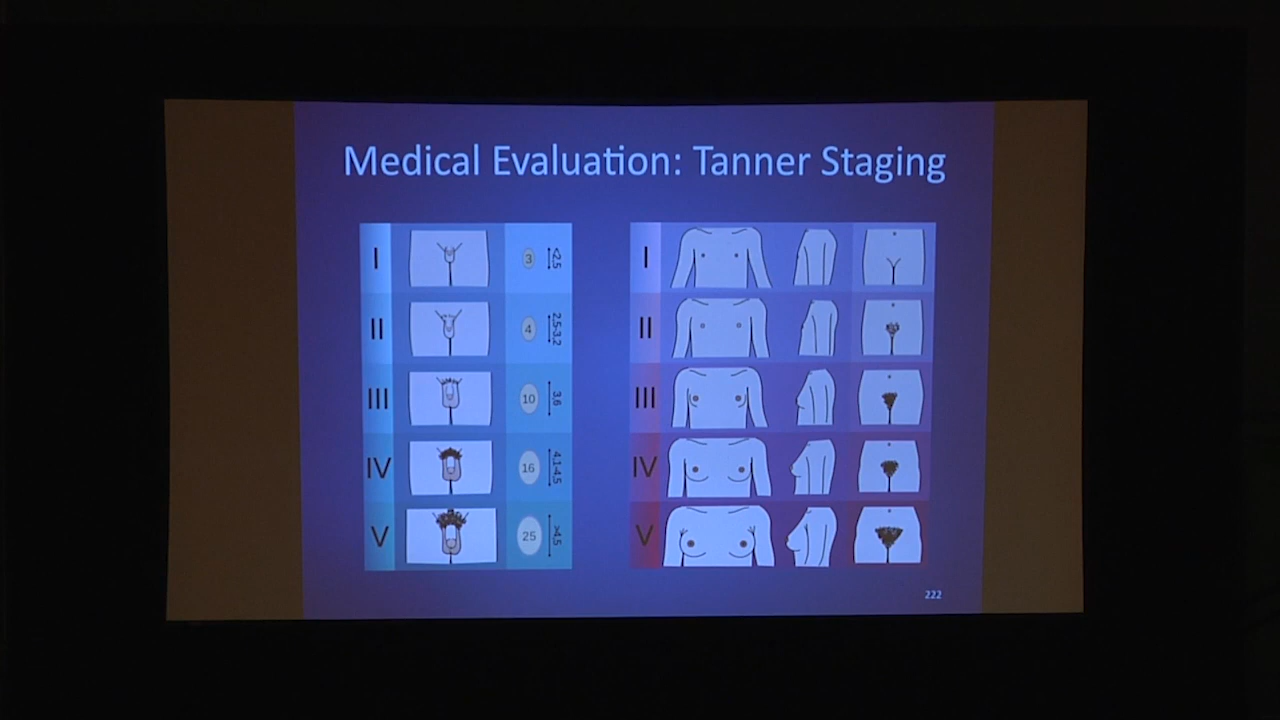 Medical Evaluation: Tanner Staging
I
3
<2.5
II
4
2.5-3.2
III
10
3.6
IV
16
4.1-4.5
V
25
>4.5
I
II
III
IV
V
222